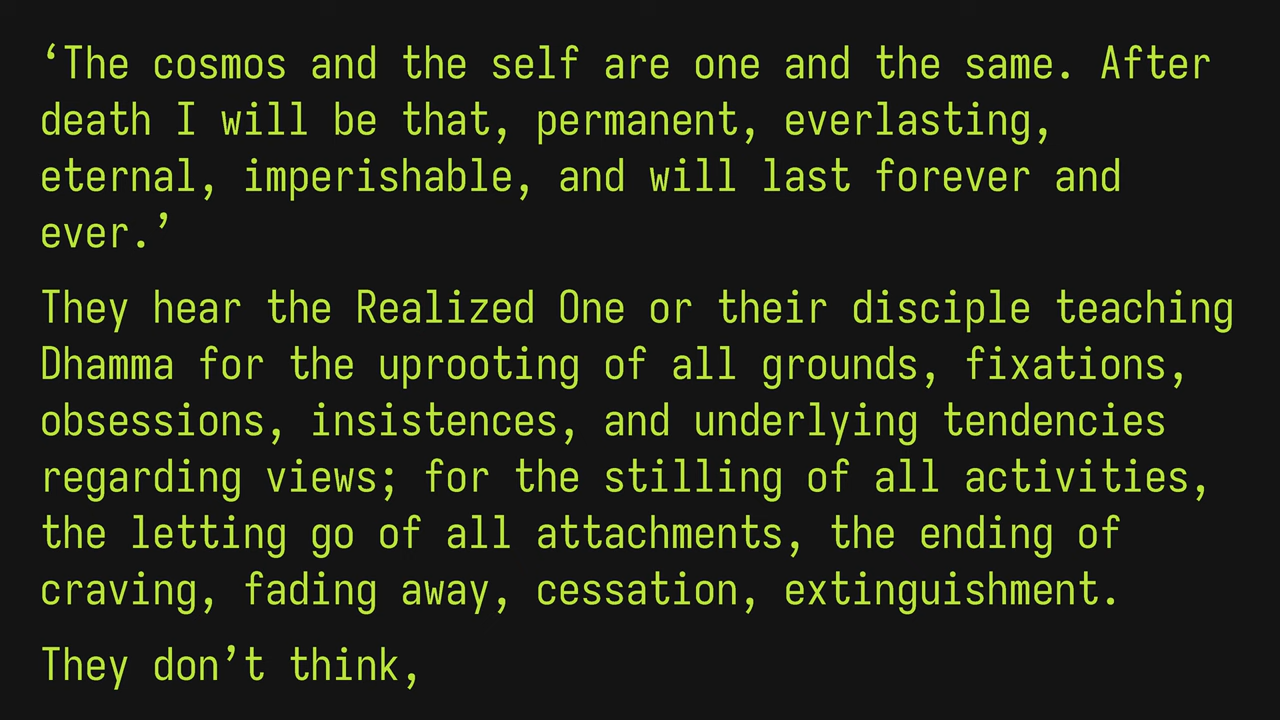 ‘The cosmos and the self are one and the same. After
death I will be that, permanent, everlasting,
eternal, imperishable, and will last forever and
ever.’
They hear the Realized One or their disciple teaching
Dhamma for the uprooting of all grounds, fixations,
obsessions, insistences, and underlying tendencies
regarding views; for the stilling of all activities,
the letting go of all attachments, the ending of
craving, fading away, cessation, extinguishment.
They don’t think,